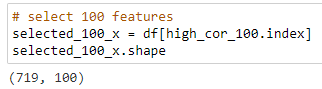 # select 100 features
selected_100_x = df[high_cor_100.index]
selected_100_x.shape
(719, 100)